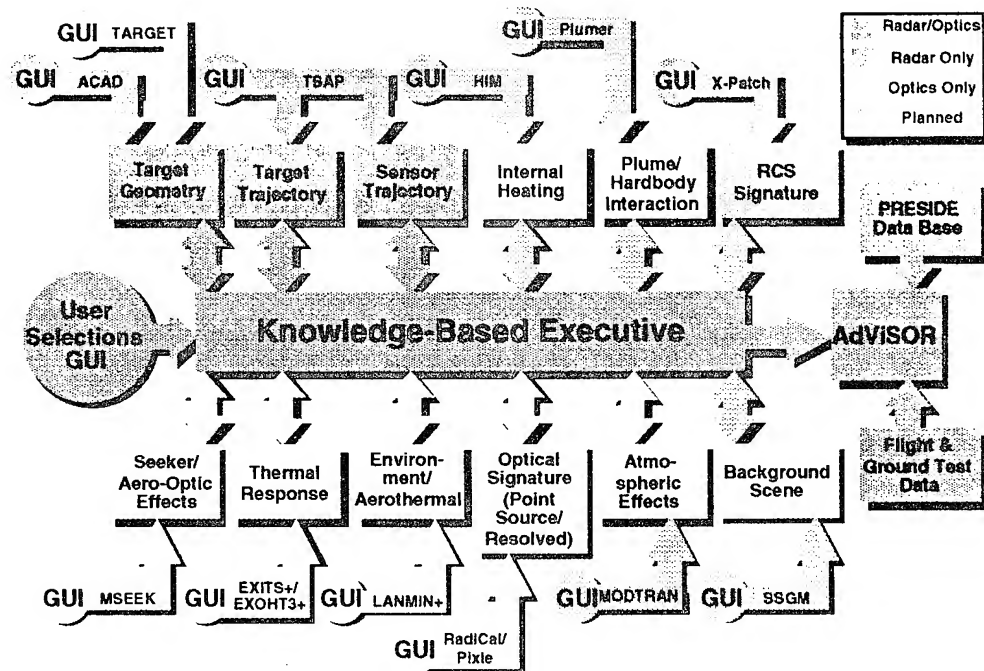 GUI TARGET
GUI Plumer
GUI ACAD
GUI TSAP
GUI HIM
GUI X-Patch
Radar/Optics
Radar Only
Optics Only
Planned
Target
Geometry
Target
Trajectory
Sensor
Trajectory
Internal
Heating
Plume/
Hardbody
Interaction
RCS
Signature
PRESIDE
Data Base
User
Selections
GUI
Knowledge-Based Executive
AdViSOR
Seeker/
Aero-Optic
Effects
Thermal
Response
Environ-
ment/
Aerothermal
Optical
Signature
(Point
Source/
Resolved)
Atmo-
spheric
Effects
Background
Scene
Flight &
Ground Test
Data
GUI MSEEK
GUI EXITS+/
EXOHT3+
GUI LANMIN+
GUI RadiCal/
Pixie
GUI MODTRAN
GUI SSGM